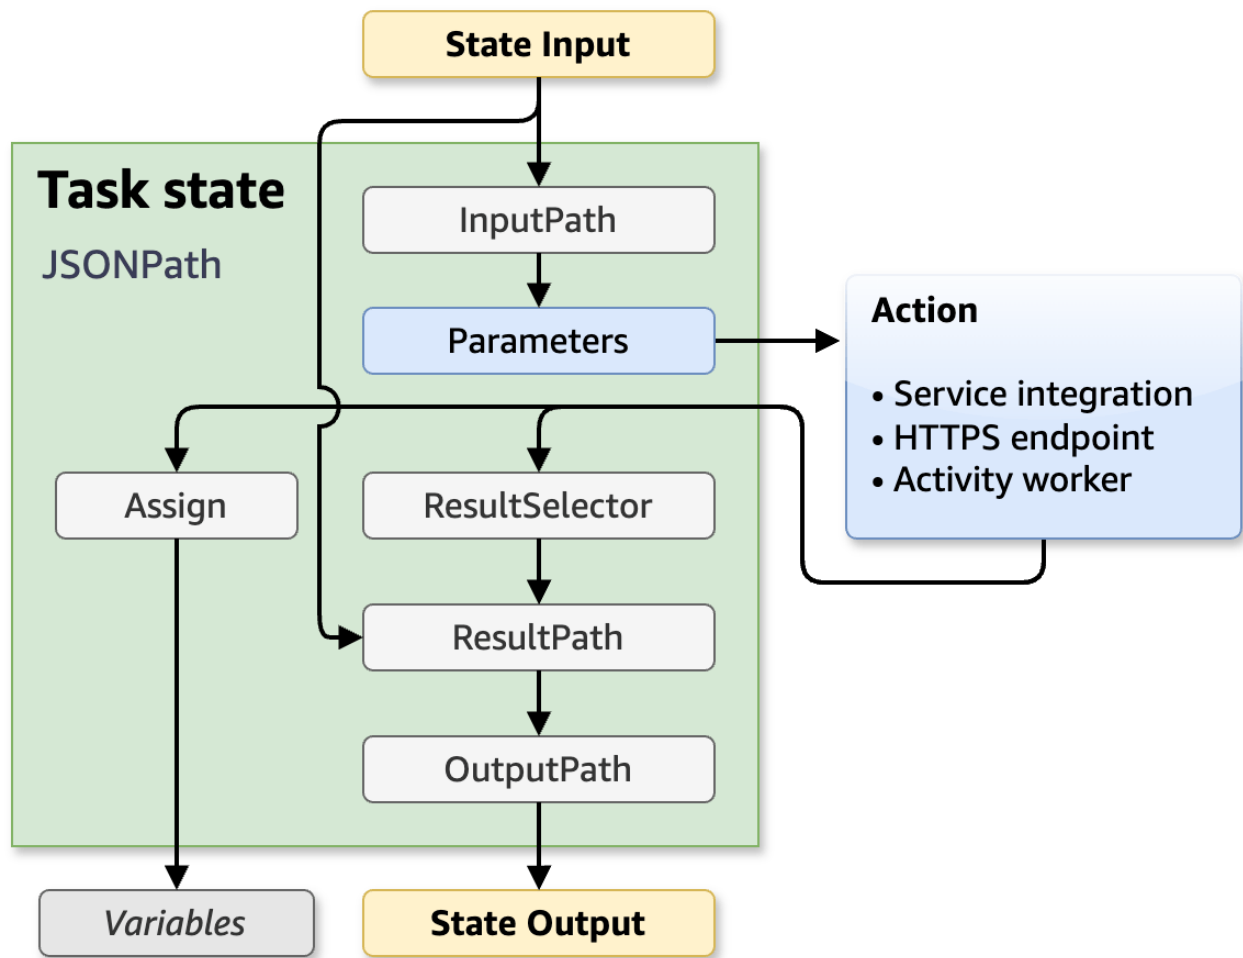 State Input
Task state
JSONPath
InputPath
Parameters
Action
• Service integration
• HTTPS endpoint
• Activity worker
Assign
ResultSelector
ResultPath
OutputPath
Variables
State Output